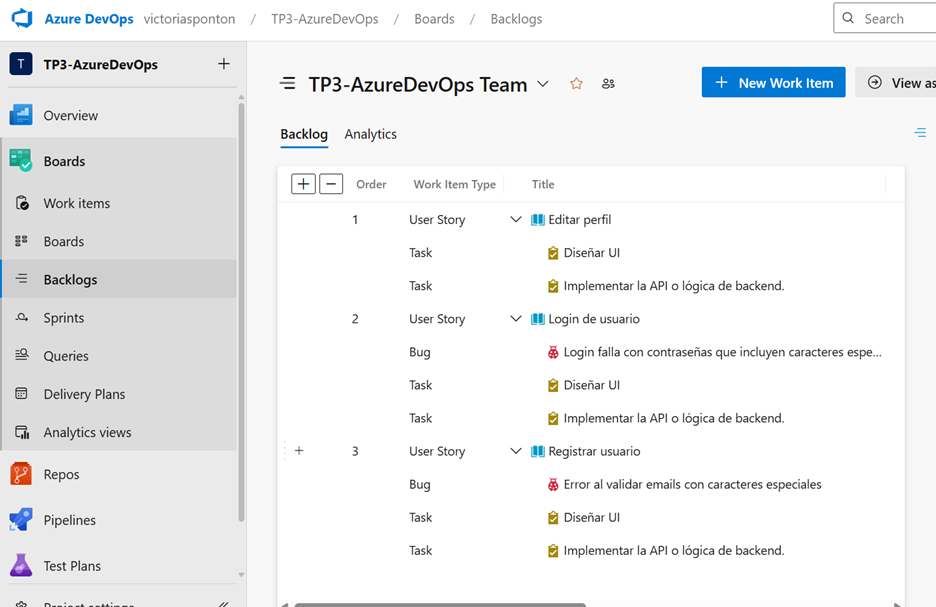 Azure DevOps victoriasponton / TP3-AzureDevOps / Boards / Backlogs Search
T TP3-AzureDevOps +
TP3-AzureDevOps Team
+ New Work Item
View as
Overview
Backlog Analytics
Boards
Work items
Boards
Backlogs
Sprints
Queries
Delivery Plans
Analytics views
Repos
Pipelines
Test Plans
Project settings
+ − Order Work Item Type Title
1 User Story Editar perfil
Task Diseñar UI
Task Implementar la API o lógica de backend.
2 User Story Login de usuario
Bug Login falla con contraseñas que incluyen caracteres espe...
Task Diseñar UI
Task Implementar la API o lógica de backend.
+ 3 User Story Registrar usuario
Bug Error al validar emails con caracteres especiales
Task Diseñar UI
Task Implementar la API o lógica de backend.